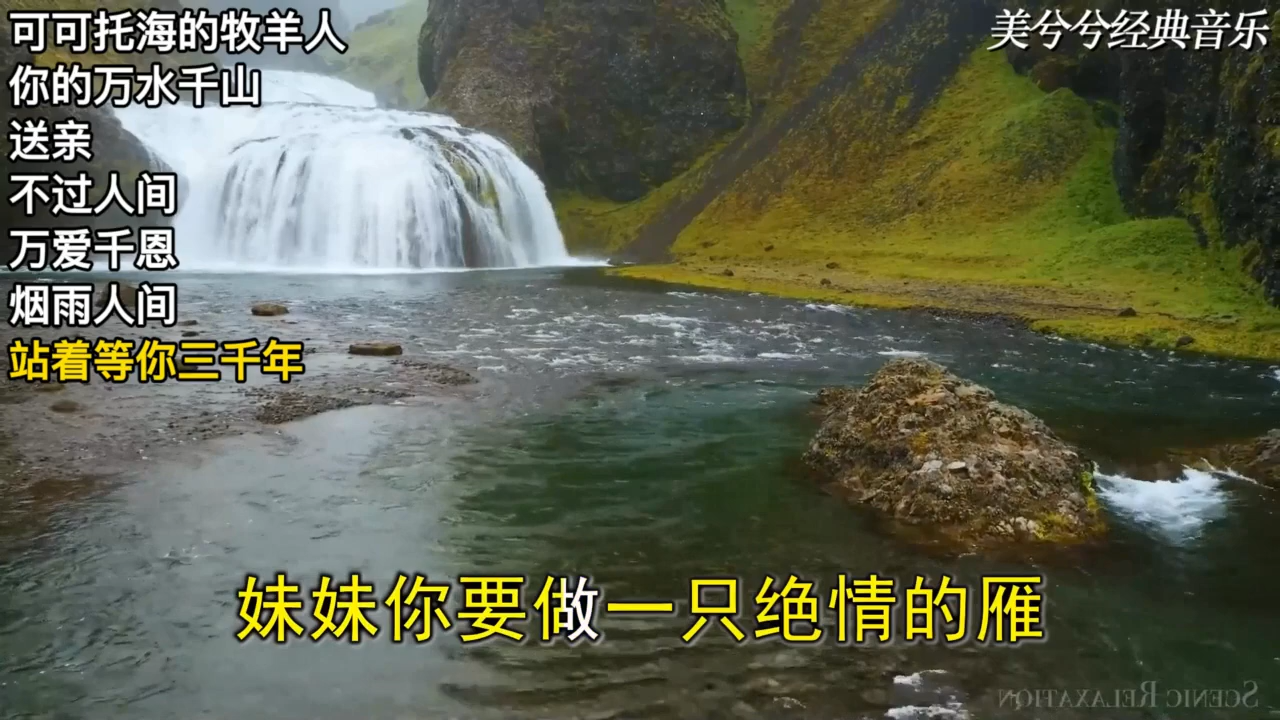 可可托海的牧羊人
你的万水千山
送亲
不过人间
万爱千恩
烟雨人间
站着等你三千年
美兮兮经典音乐
妹妹你要做一只绝情的雁
SCENIC RELAXATION